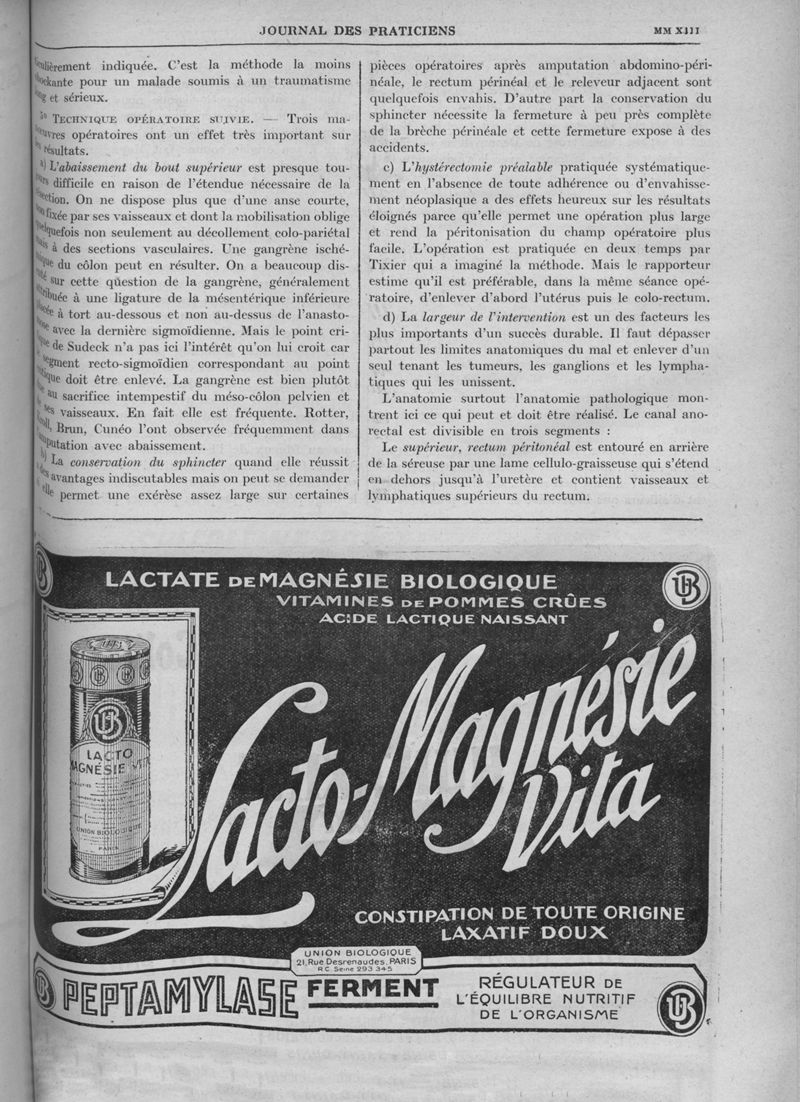 JOURNAL DES PRATICIENS
MM XIII
culièrement indiquée. C'est la méthode la moins
shockante pour un malade soumis à un traumatisme
long et sérieux.
5° TECHNIQUE OPÉRATOIRE SUIVIE. — Trois ma-
nœuvres opératoires ont un effet très important sur
les résultats.
a) L'abaissement du bout supérieur est presque tou-
jours difficile en raison de l'étendue nécessaire de la
section. On ne dispose plus que d'une anse courte,
fixée par ses vaisseaux et dont la mobilisation oblige
quelquefois non seulement au décollement colo-pariétal
mais à des sections vasculaires. Une gangrène isché-
mique du côlon peut en résulter. On a beaucoup dis-
cuté sur cette question de la gangrène, généralement
attribuée à une ligature de la mésentérique inférieure
placée à tort au-dessous et non au-dessus de l'anasto-
mose avec la dernière sigmoïdienne. Mais le point cri-
tique de Sudeck n'a pas ici l'intérêt qu'on lui croit car
segment recto-sigmoïdien correspondant au point
critique doit être enlevé. La gangrène est bien plutôt
au sacrifice intempestif du méso-côlon pelvien et
ses vaisseaux. En fait elle est fréquente. Rotter,
Brun, Cunéo l'ont observée fréquemment dans
amputation avec abaissement.
b) La conservation du sphincter quand elle réussit
des avantages indiscutables mais on peut se demander
elle permet une exérèse assez large sur certaines
pièces opératoires après amputation abdomino-péri-
néale, le rectum périnéal et le releveur adjacent sont
quelquefois envahis. D'autre part la conservation du
sphincter nécessite la fermeture à peu près complète
de la brèche périnéale et cette fermeture expose à des
accidents.
c) L'hystérectomie préalable pratiquée systématique-
ment en l'absence de toute adhérence ou d'envahisse-
ment néoplasique a des effets heureux sur les résultats
éloignés parce qu'elle permet une opération plus large
et rend la péritonisation du champ opératoire plus
facile. L'opération est pratiquée en deux temps par
Tixier qui a imaginé la méthode. Mais le rapporteur
estime qu'il est préférable, dans la même séance opé-
ratoire, d'enlever d'abord l'utérus puis le colo-rectum.
d) La largeur de l'intervention est un des facteurs les
plus importants d'un succès durable. Il faut dépasser
partout les limites anatomiques du mal et enlever d'un
seul tenant les tumeurs, les ganglions et les lympha-
tiques qui les unissent.
L'anatomie surtout l'anatomie pathologique mon-
trent ici ce qui peut et doit être réalisé. Le canal ano-
rectal est divisible en trois segments :
Le supérieur, rectum péritonéal est entouré en arrière
de la séreuse par une lame cellulo-graisseuse qui s'étend
en dehors jusqu'à l'uretère et contient vaisseaux et
lymphatiques supérieurs du rectum.
LACTATE DE MAGNÉSIE BIOLOGIQUE
VITAMINES DE POMMES CRÛES
ACIDE LACTIQUE NAISSANT
UB
LACTO
MAGNÉSIE VITA
UNION BIOLOGIQUE
PARIS
Lacto-Magnésie
Vita
CONSTIPATION DE TOUTE ORIGINE
LAXATIF DOUX
UNION BIOLOGIQUE
21, Rue Desrenaudes, PARIS
R.C. Seine 293 345
PEPTAMYLASE FERMENT
RÉGULATEUR DE
L'ÉQUILIBRE NUTRITIF
DE L'ORGANISME
UB